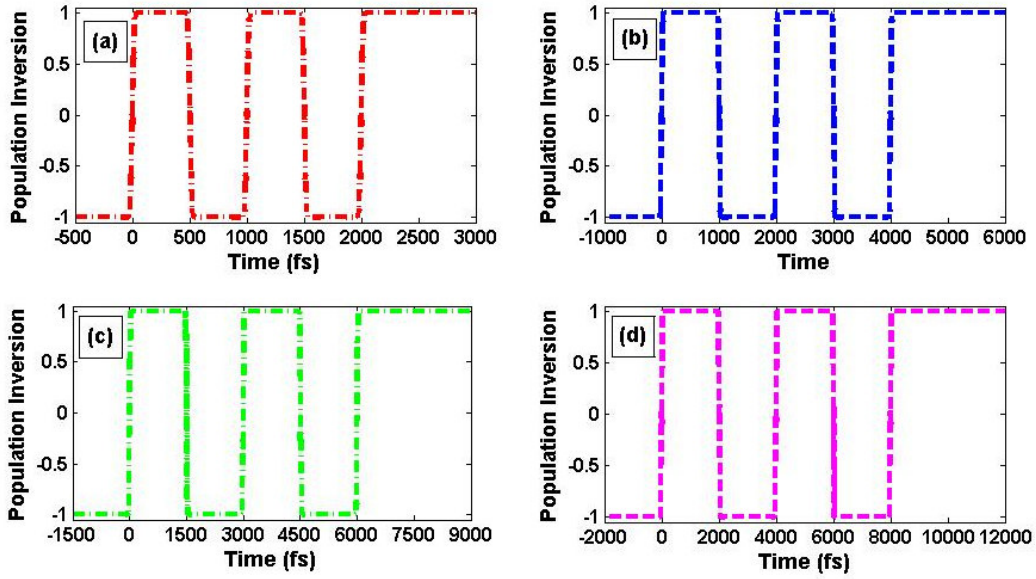 Population Inversion
(a)
1
0.5
0
-0.5
-1
-500 0 500 1000 1500 2000 2500 3000
Time (fs)
Population Inversion
(b)
1
0.5
0
-0.5
-1
-1000 0 1000 2000 3000 4000 5000 6000
Time
Population Inversion
(c)
1
0.5
0
-0.5
-1
-1500 0 1500 3000 4500 6000 7500 9000
Time (fs)
Population Inversion
(d)
1
0.5
0
-0.5
-1
-2000 0 2000 4000 6000 8000 10000 12000
Time (fs)